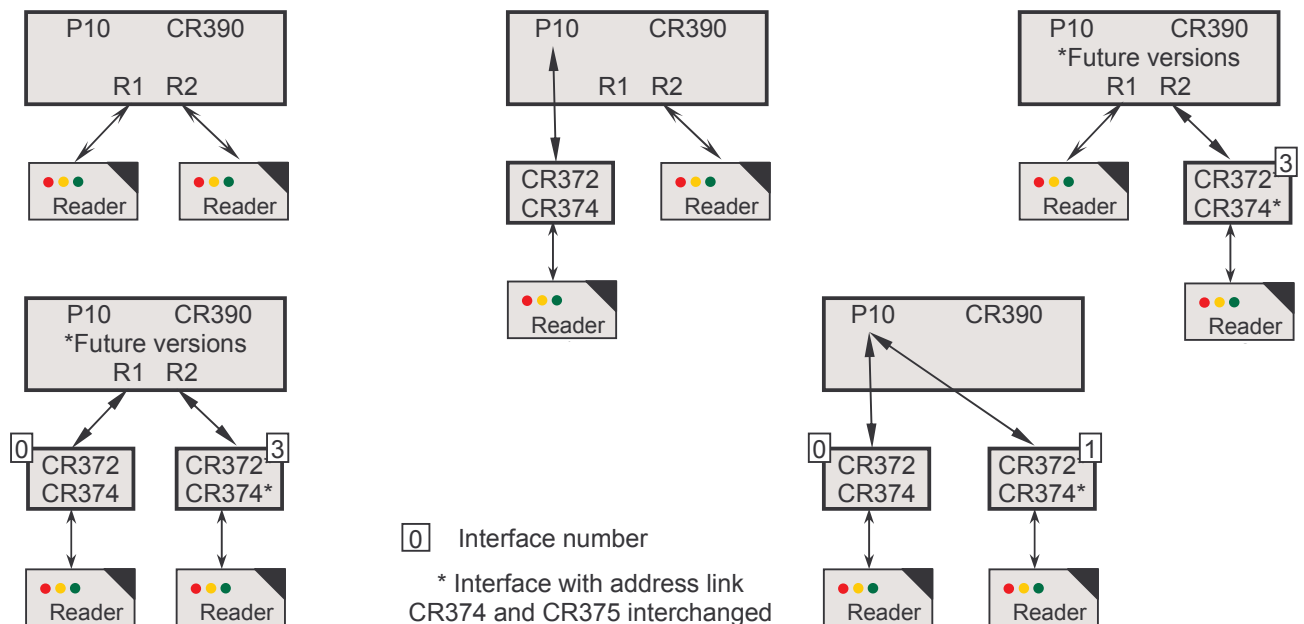 P10 CR390
R1 R2
Reader
Reader
P10 CR390
R1 R2
CR372
CR374
Reader
Reader
P10 CR390
*Future versions
R1 R2
Reader
3
CR372*
CR374*
Reader
P10 CR390
*Future versions
R1 R2
0
CR372
CR374
3
CR372*
CR374*
Reader
Reader
0 Interface number
* Interface with address link
CR374 and CR375 interchanged
P10 CR390
0
CR372
CR374
1
CR372*
CR374*
Reader
Reader